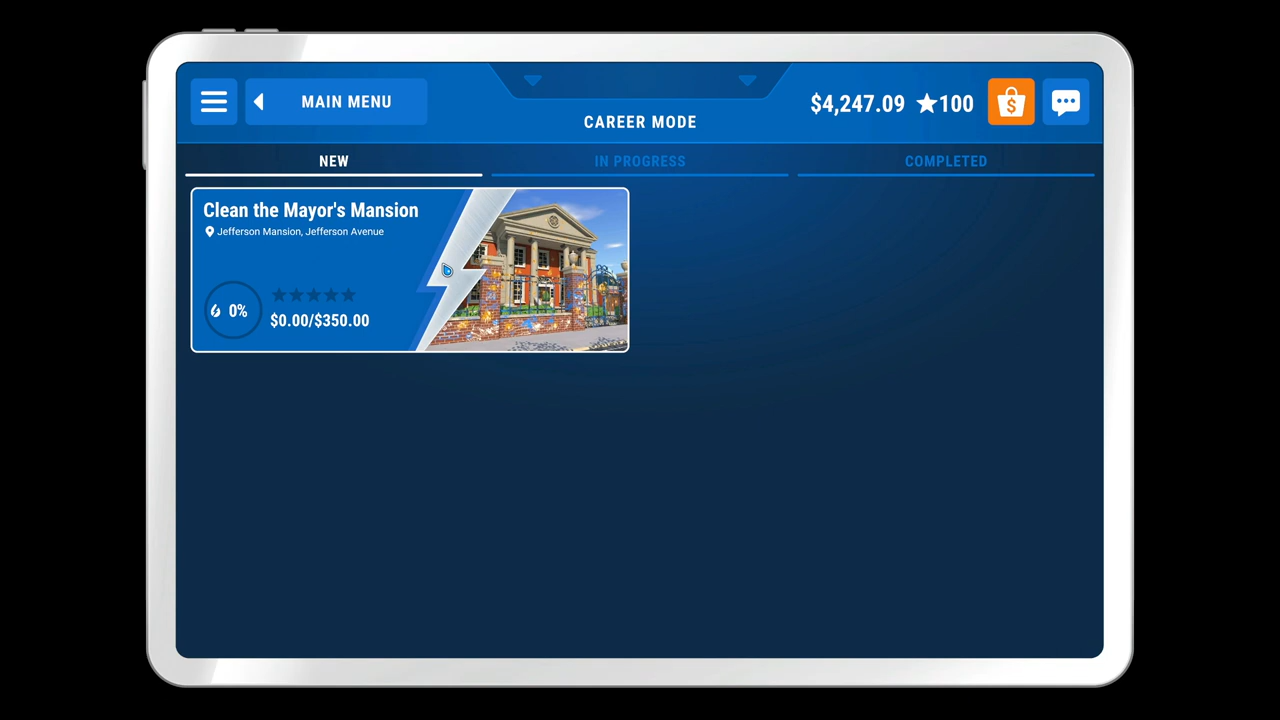 MAIN MENU
CAREER MODE
$4,247.09 ★100
$
NEW
IN PROGRESS
COMPLETED
Clean the Mayor's Mansion
Jefferson Mansion, Jefferson Avenue
0%
$0.00/$350.00